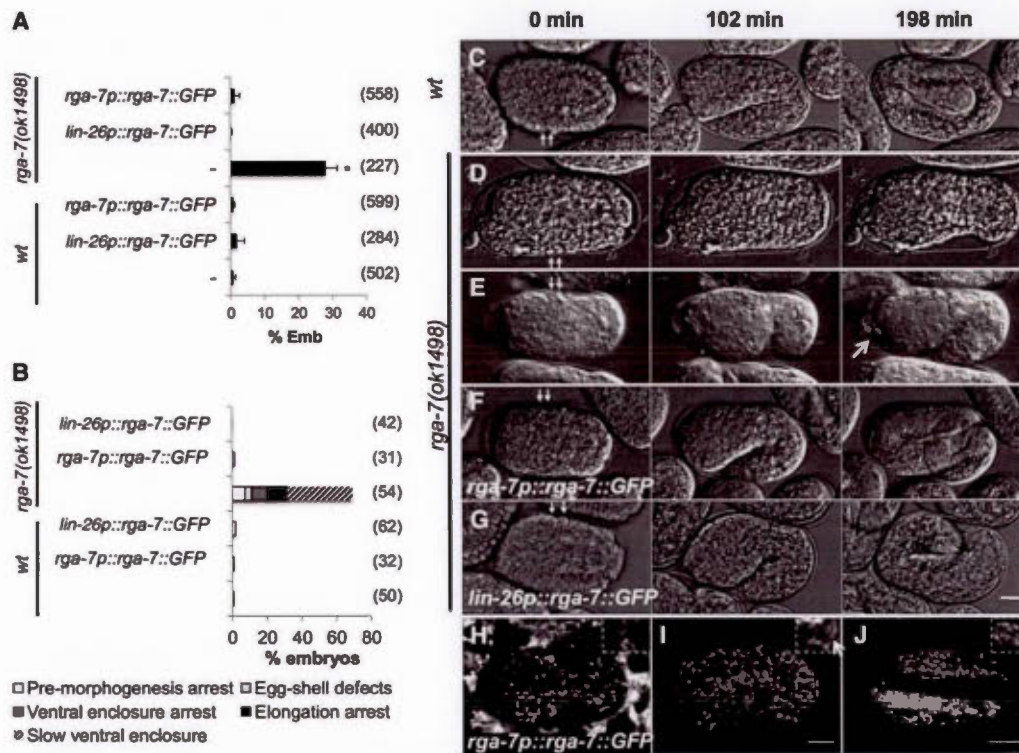 A
rga-7(ok1498)
rga-7p::rga-7::GFP (558)
lin-26p::rga-7::GFP (400)
- (227) *
wt
rga-7p::rga-7::GFP (599)
lin-26p::rga-7::GFP (284)
- (502)
0 10 20 30 40
% Emb
B
rga-7(ok1498)
lin-26p::rga-7::GFP (42)
rga-7p::rga-7::GFP (31)
(54)
wt
lin-26p::rga-7::GFP (62)
rga-7p::rga-7::GFP (32)
(50)
0 20 40 60 80
% embryos
Pre-morphogenesis arrest Egg-shell defects
Ventral enclosure arrest Elongation arrest
Slow ventral enclosure
0 min 102 min 198 min
wt
C
rga-7(ok1498)
D
E
F
rga-7p::rga-7::GFP
G
lin-26p::rga-7::GFP
H I J
rga-7p::rga-7::GFP